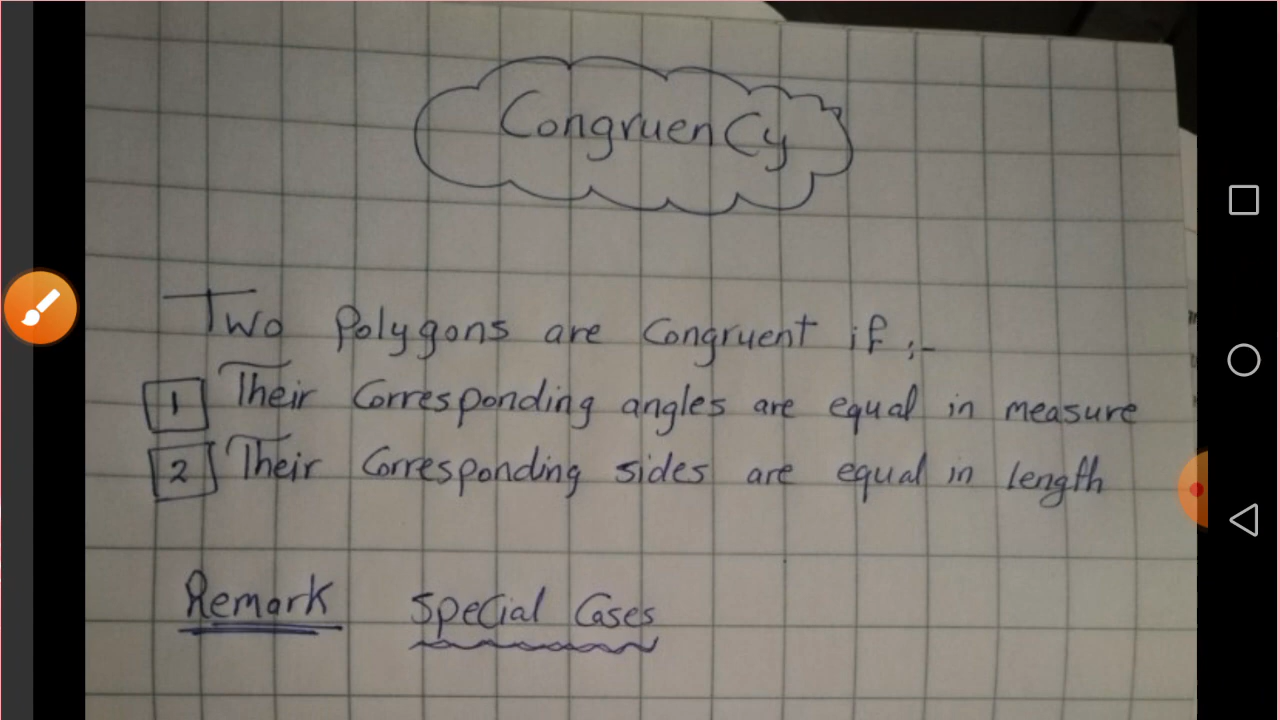 Congruency
Two Polygons are Congruent if :-
1 Their Corresponding angles are equal in measure
2 Their Corresponding sides are equal in length
Remark Special Cases